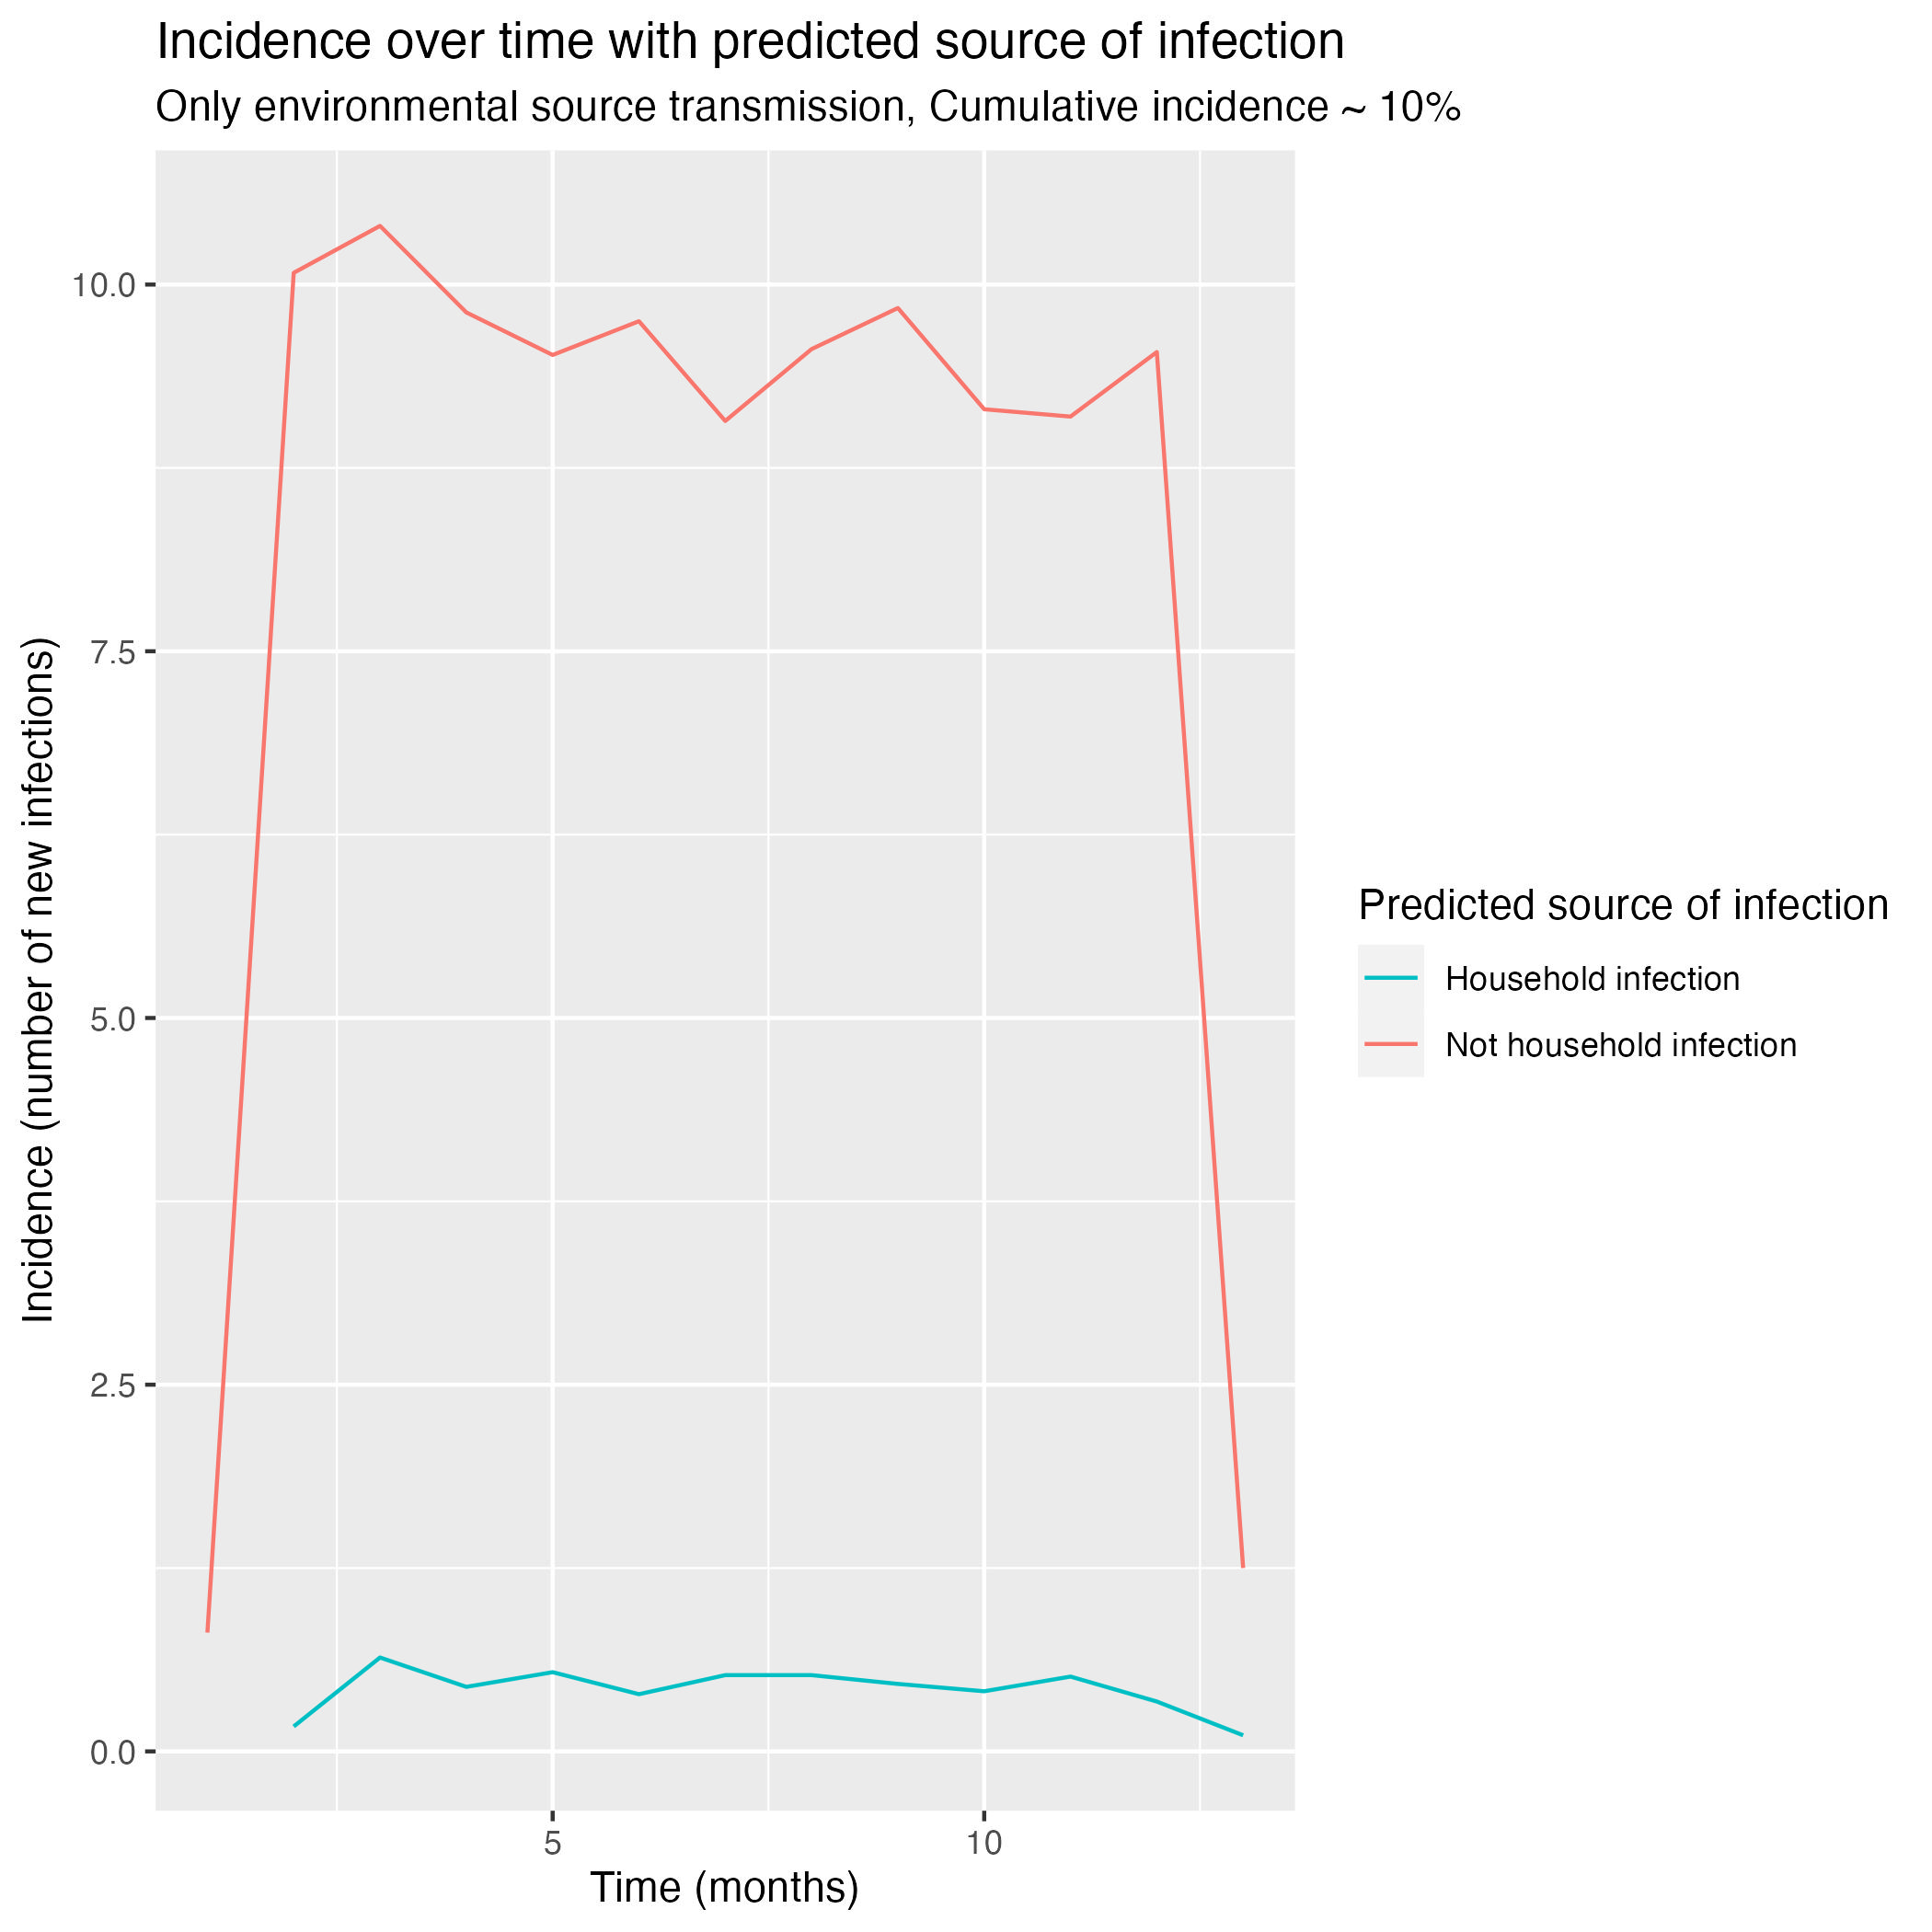 Incidence over time with predicted source of infection
Only environmental source transmission, Cumulative incidence ~ 10%
Incidence (number of new infections)
10.0
7.5
5.0
2.5
0.0
5
10
Time (months)
Predicted source of infection
Household infection
Not household infection